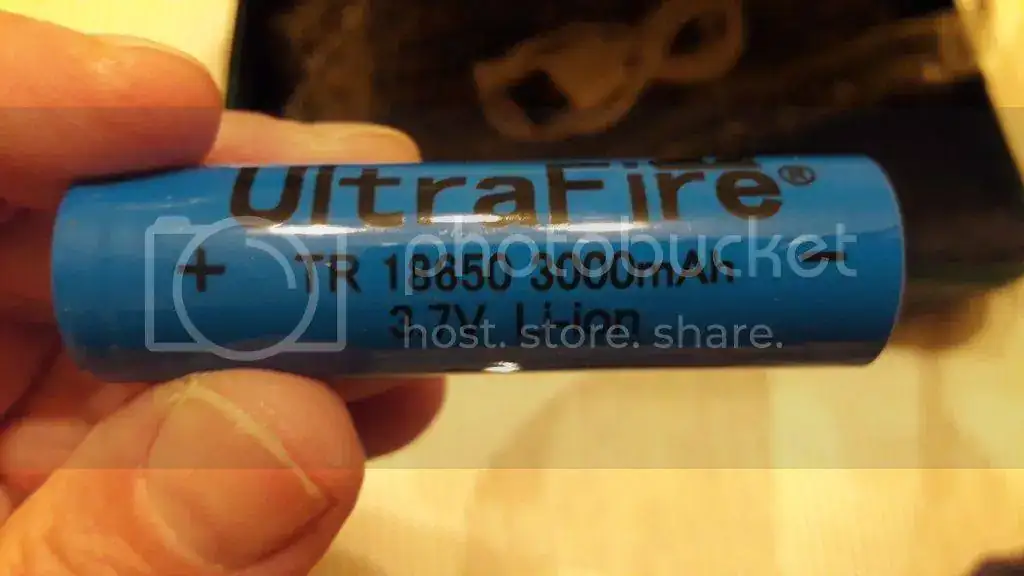 UltraFire®
+ TR 18650 3000mAh −
3.7V Li-ion
photobucket
host. store. share.